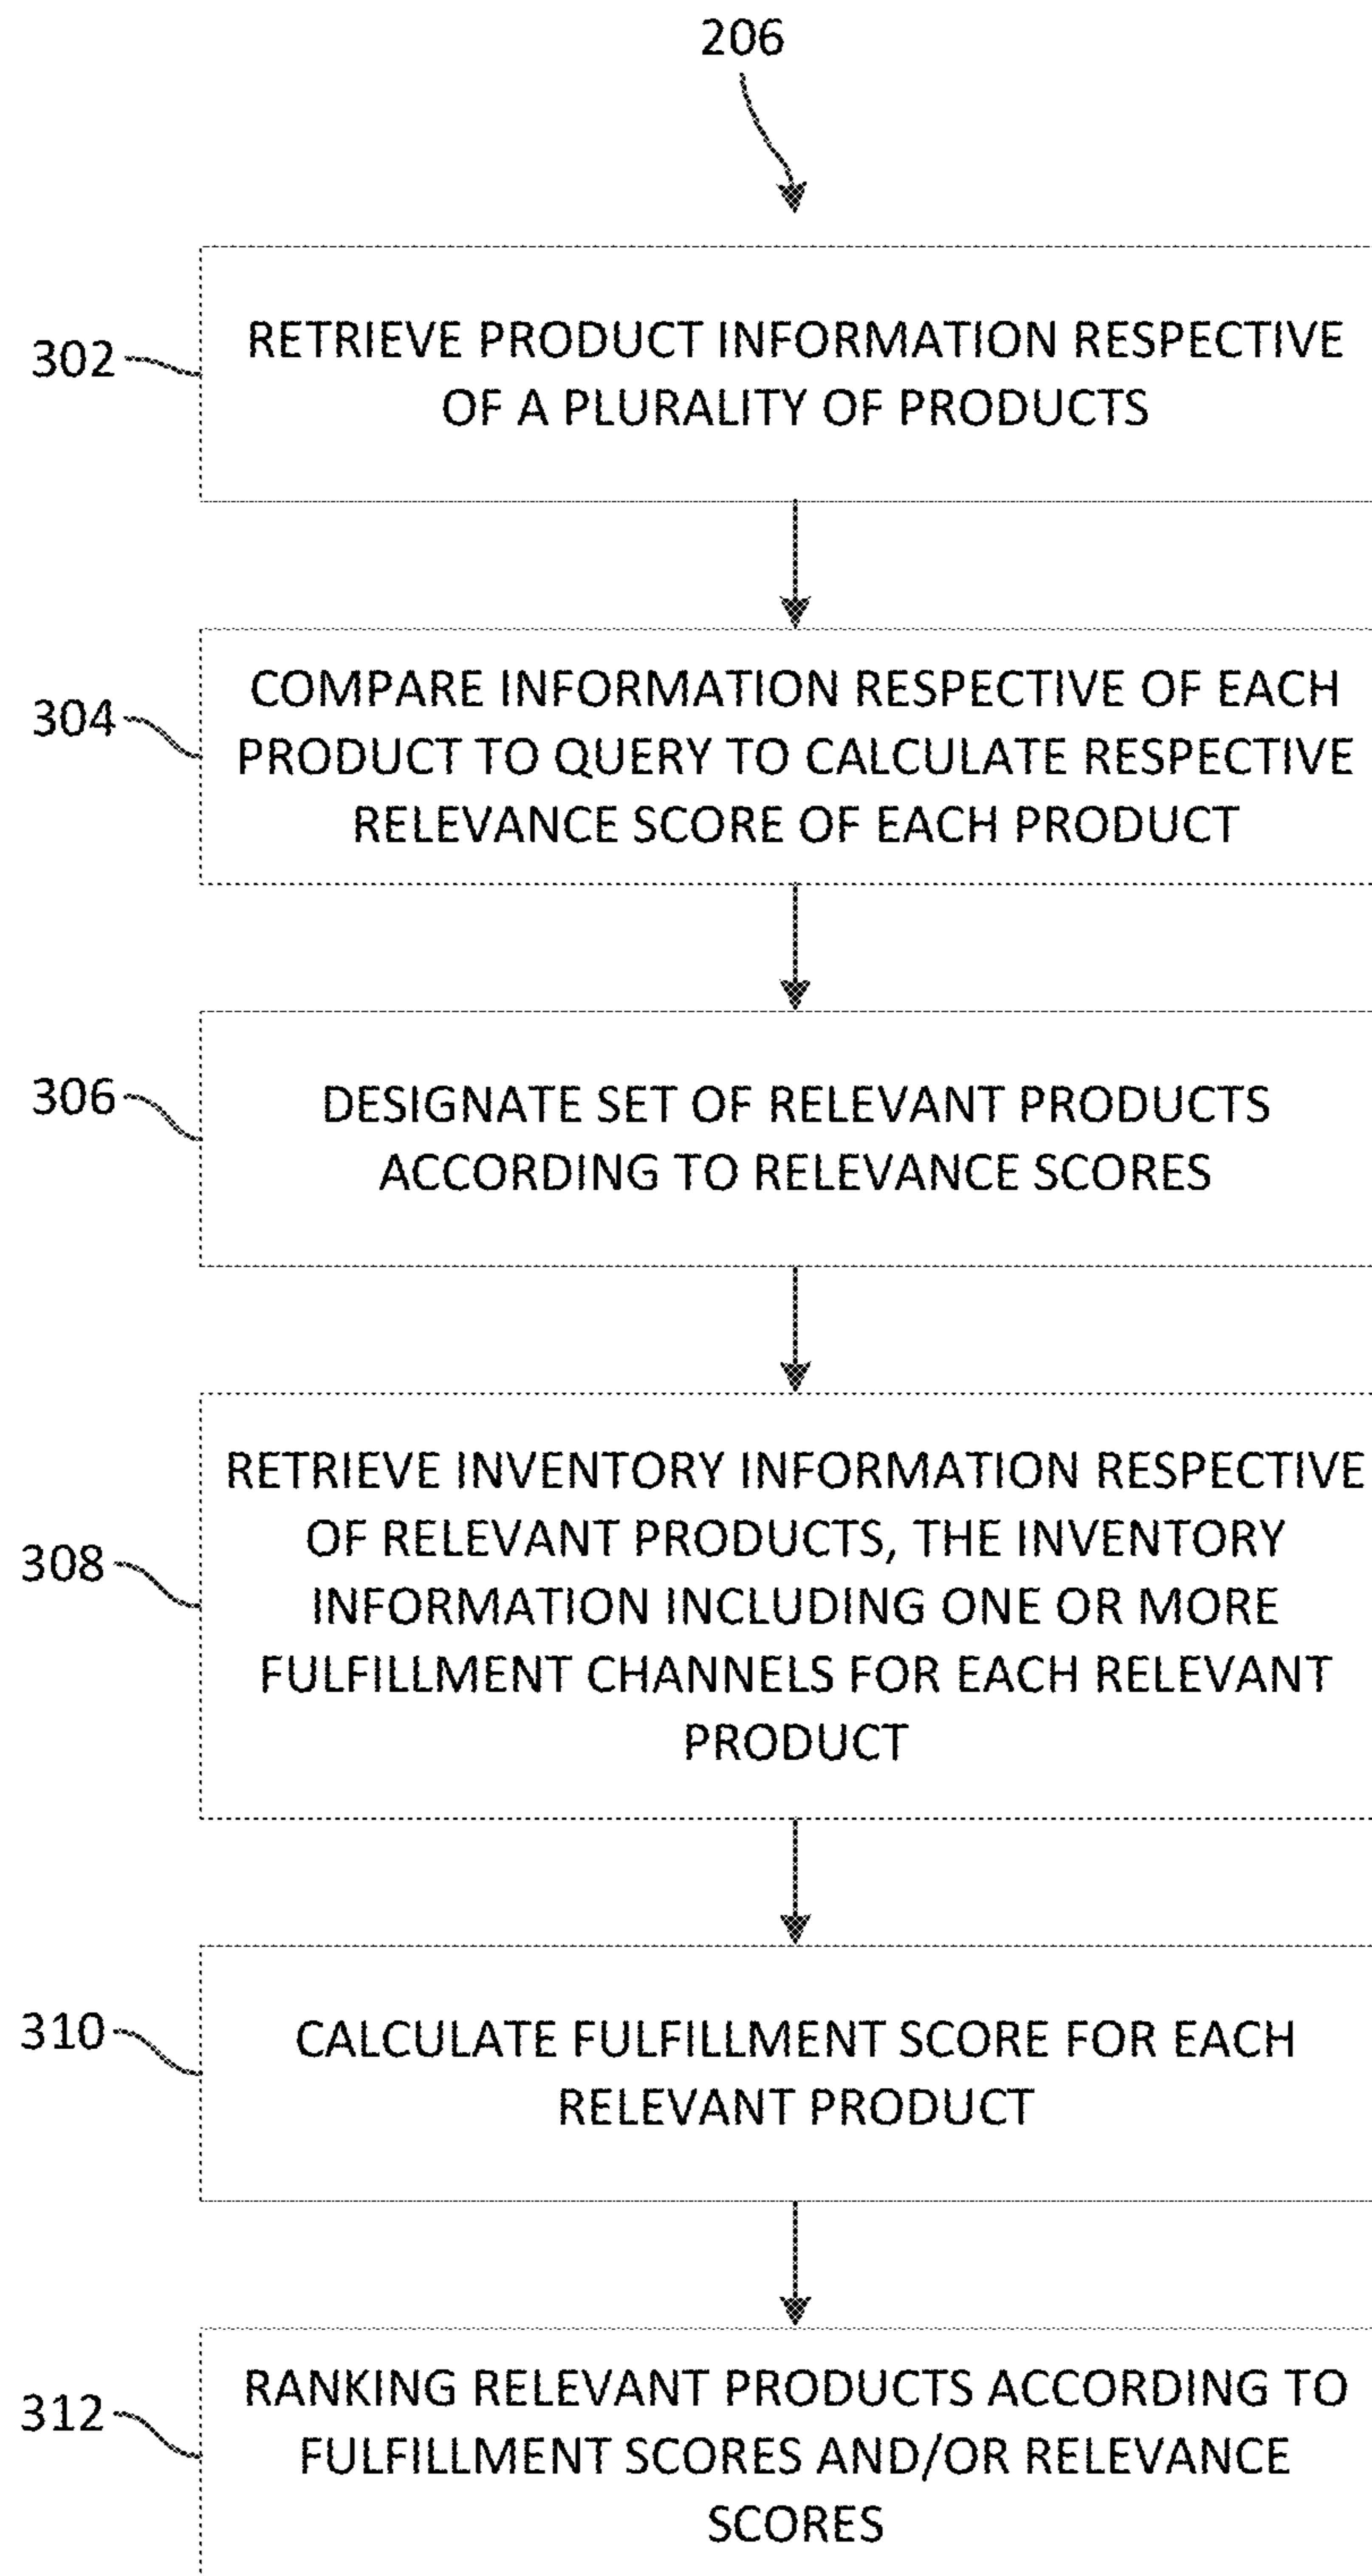 206
302
RETRIEVE PRODUCT INFORMATION RESPECTIVE
OF A PLURALITY OF PRODUCTS
304
COMPARE INFORMATION RESPECTIVE OF EACH
PRODUCT TO QUERY TO CALCULATE RESPECTIVE
RELEVANCE SCORE OF EACH PRODUCT
306
DESIGNATE SET OF RELEVANT PRODUCTS
ACCORDING TO RELEVANCE SCORES
308
RETRIEVE INVENTORY INFORMATION RESPECTIVE
OF RELEVANT PRODUCTS, THE INVENTORY
INFORMATION INCLUDING ONE OR MORE
FULFILLMENT CHANNELS FOR EACH RELEVANT
PRODUCT
310
CALCULATE FULFILLMENT SCORE FOR EACH
RELEVANT PRODUCT
312
RANKING RELEVANT PRODUCTS ACCORDING TO
FULFILLMENT SCORES AND/OR RELEVANCE
SCORES